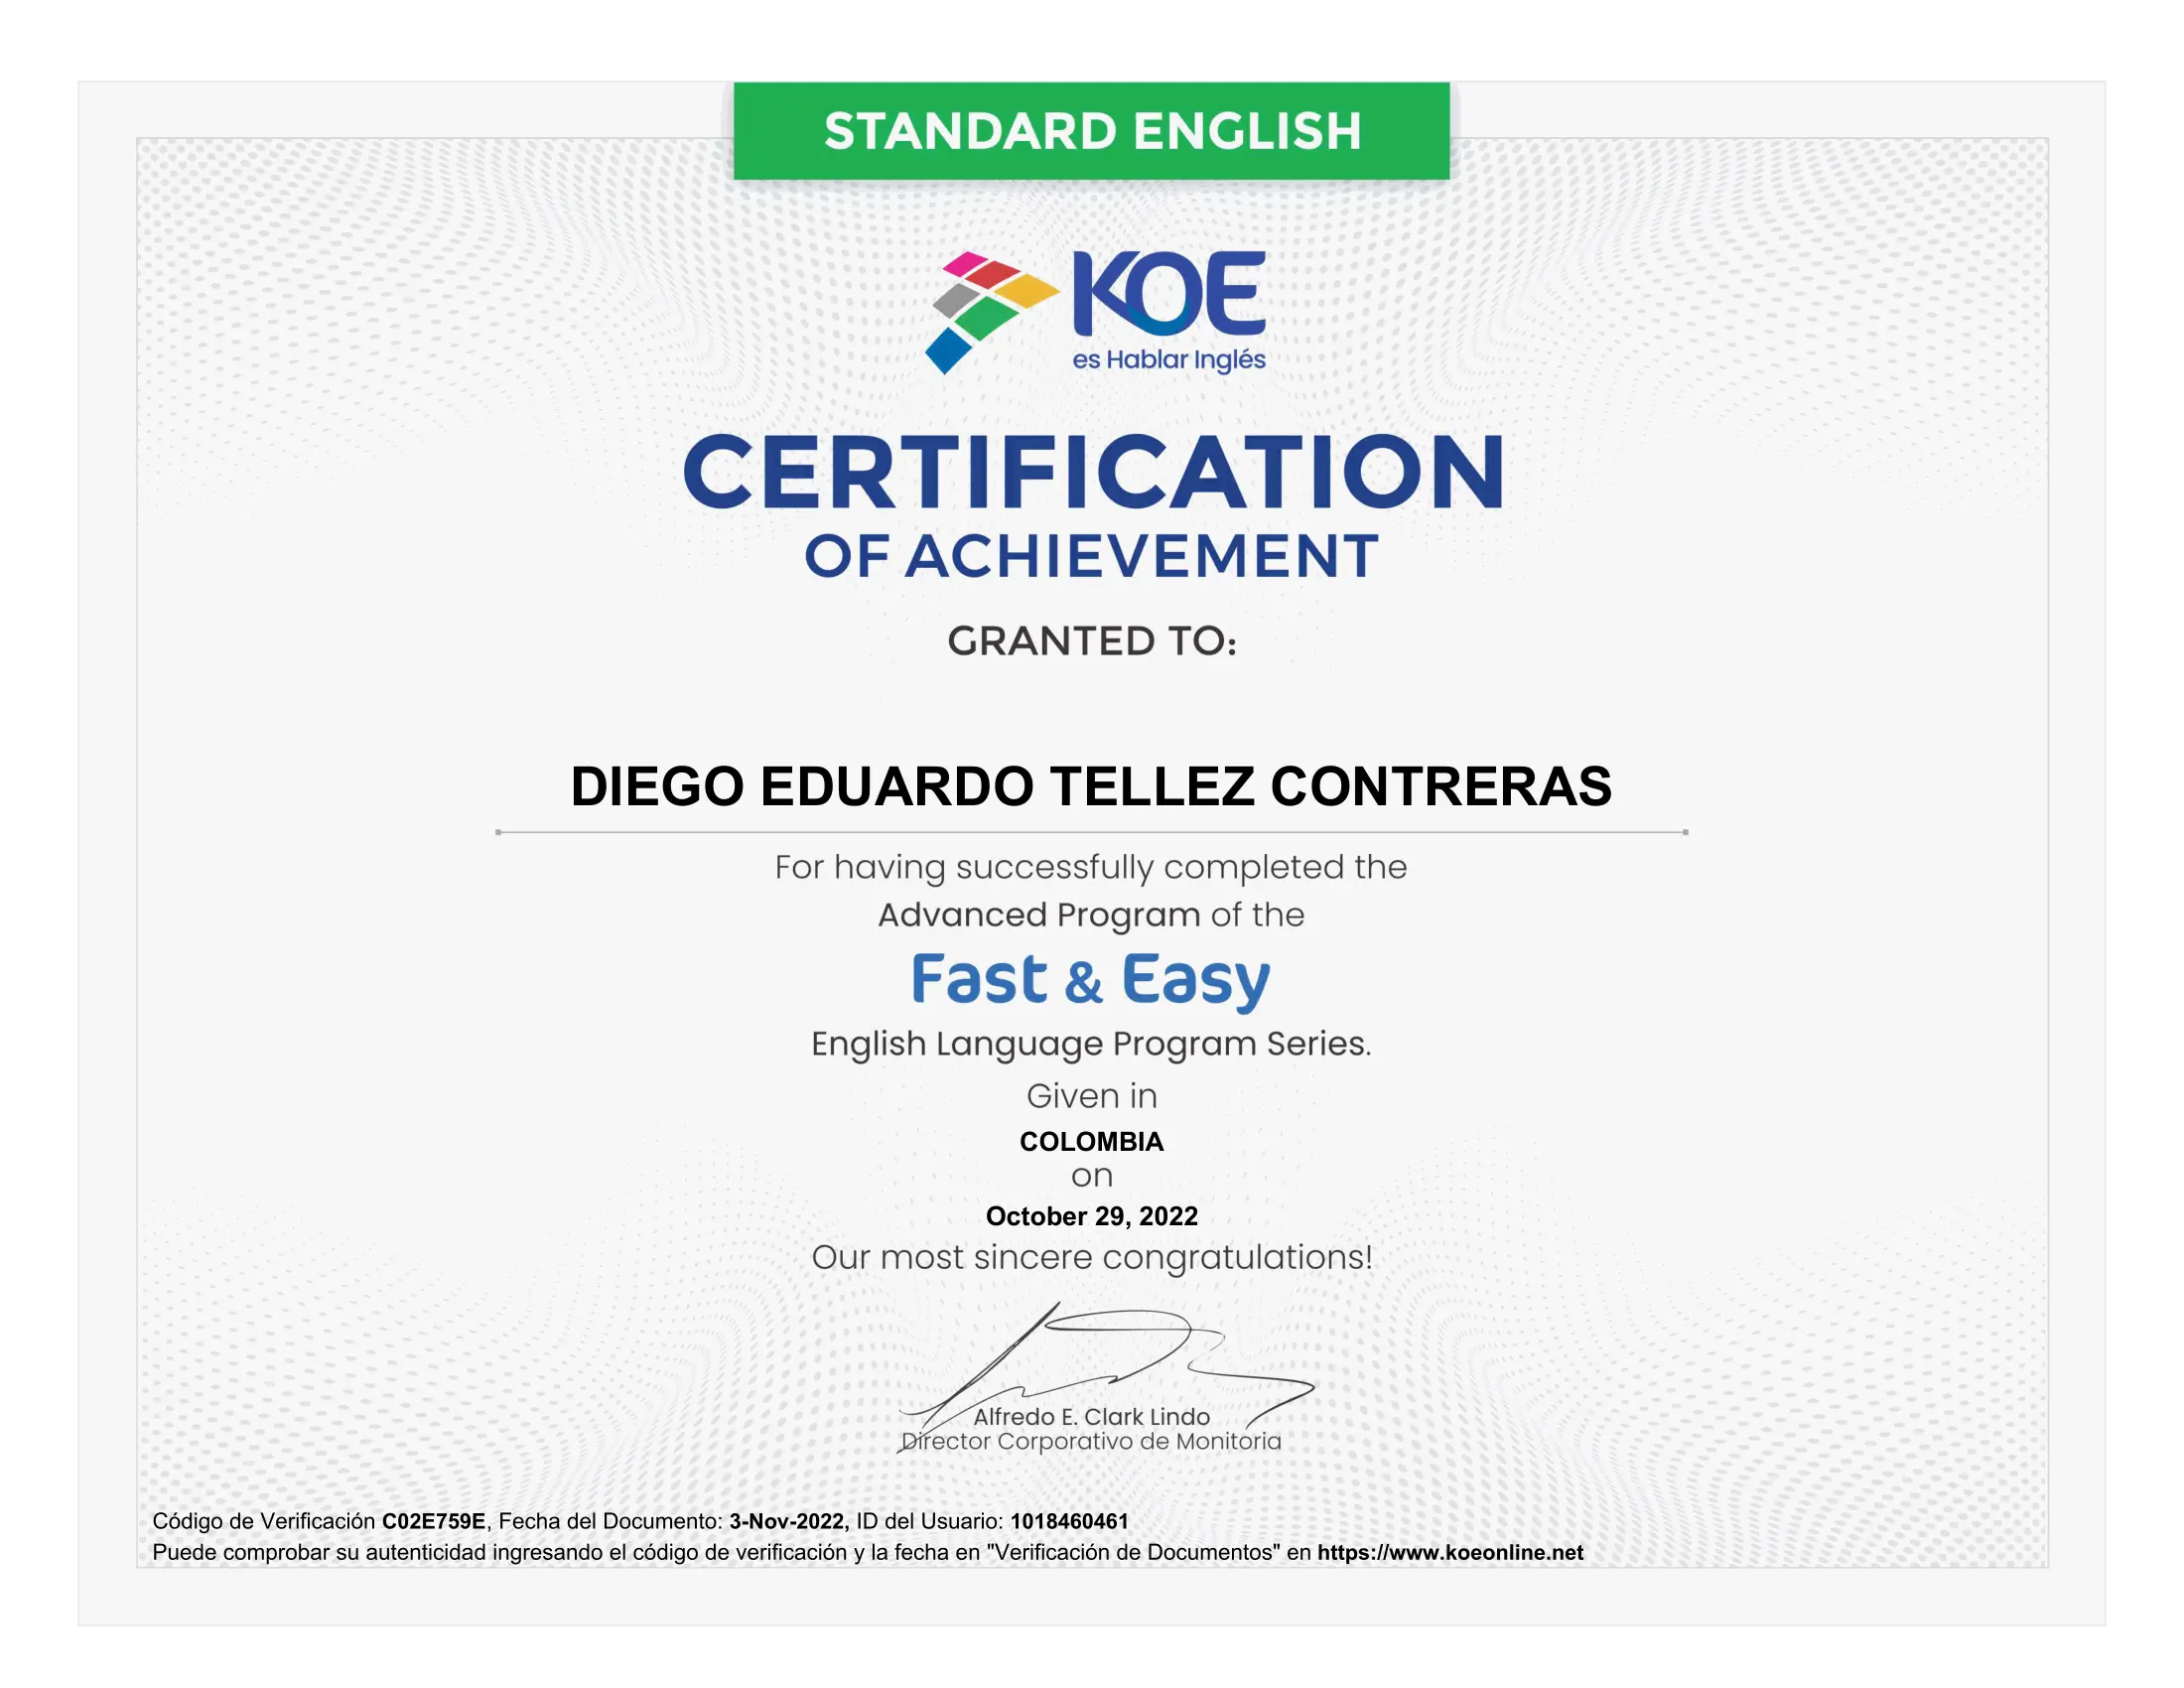 STANDARD ENGLISH
KOE
es Hablar Inglés
CERTIFICATION
OF ACHIEVEMENT
GRANTED TO:
DIEGO EDUARDO TELLEZ CONTRERAS
For having successfully completed the
Advanced Program of the
Fast & Easy
English Language Program Series.
Given in
COLOMBIA
on
October 29, 2022
Our most sincere congratulations!
Alfredo E. Clark Lindo
Director Corporativo de Monitoria
Código de Verificación C02E759E, Fecha del Documento: 3-Nov-2022, ID del Usuario: 1018460461
Puede comprobar su autenticidad ingresando el código de verificación y la fecha en "Verificación de Documentos" en https://www.koeonline.net